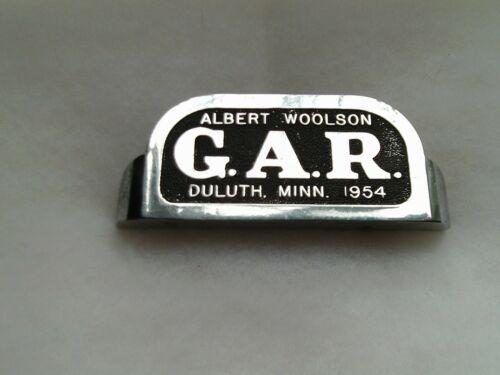 ALBERT WOOLSON
G.A.R.
DULUTH, MINN. 1954